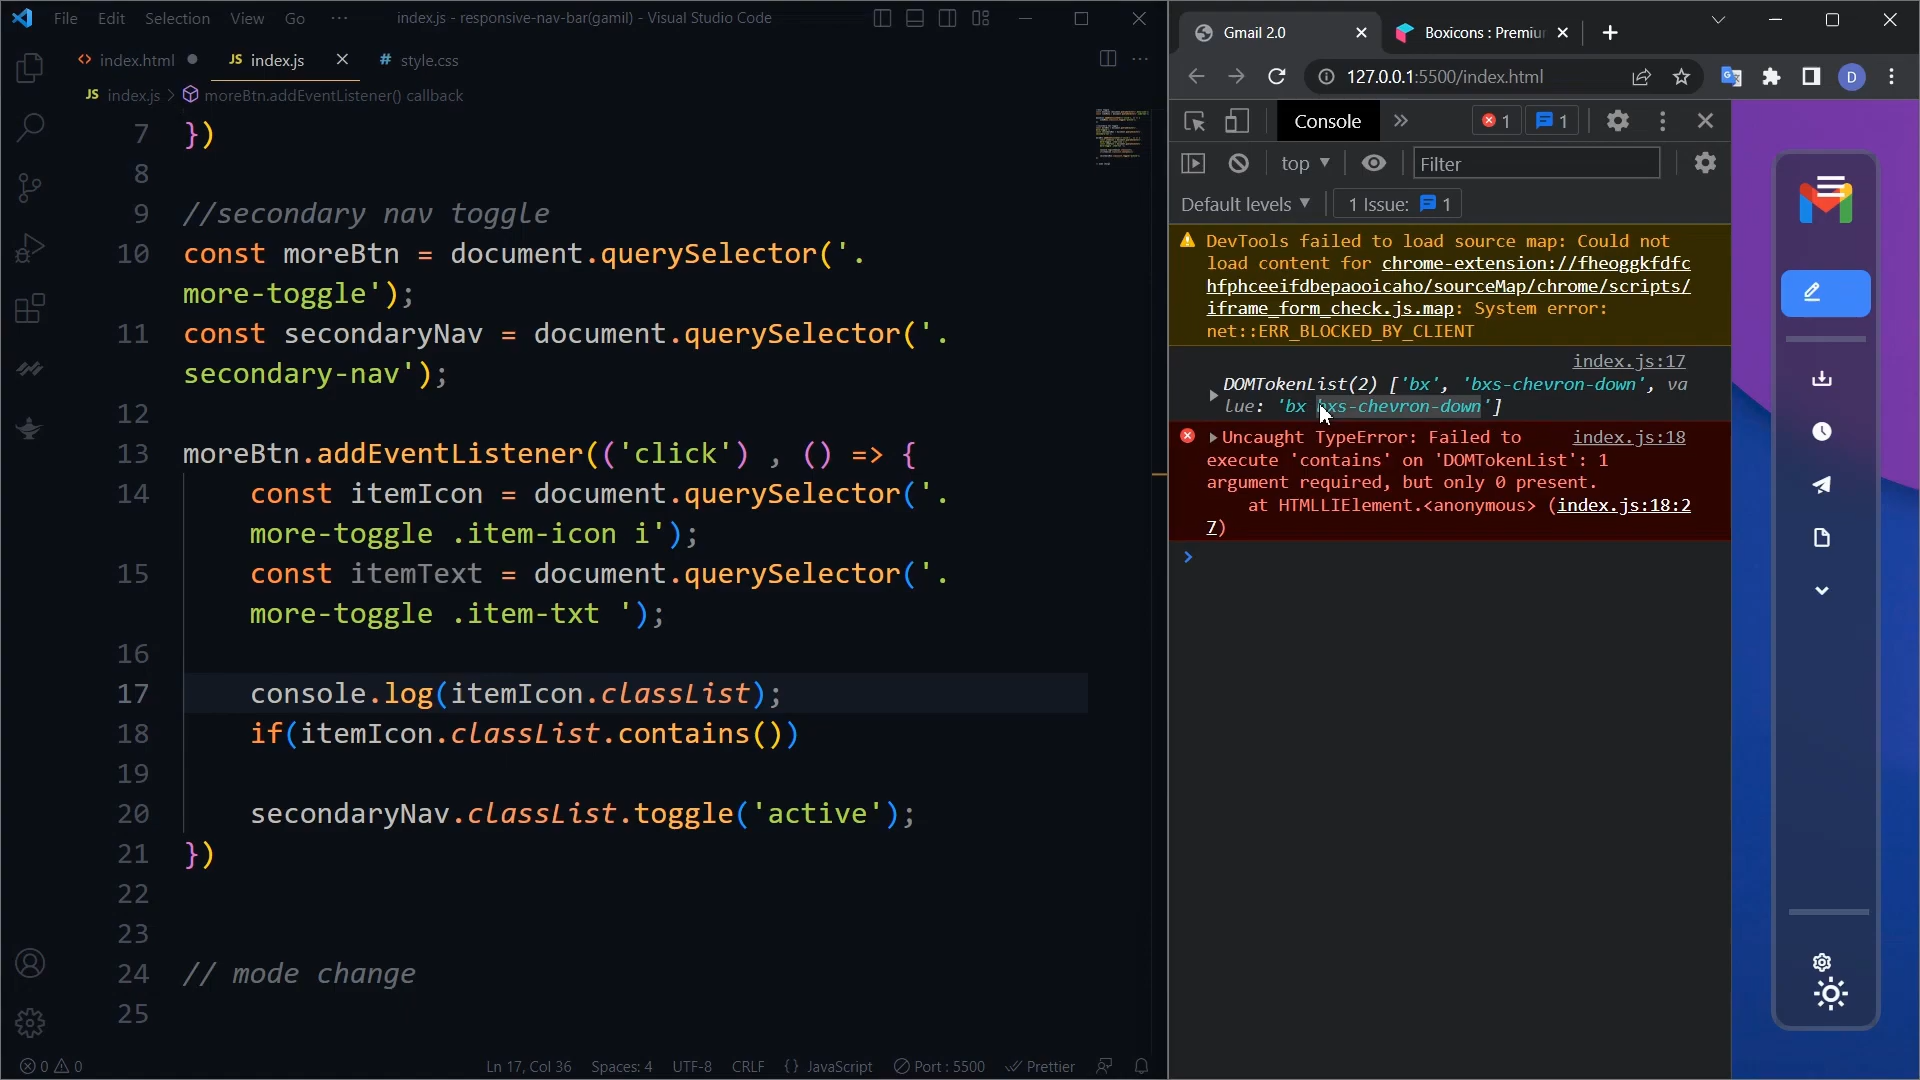 File Edit Selection View Go ··· index.js - responsive-nav-bar(gamil) - Visual Studio Code
index.html JS index.js # style.css
JS index.js > moreBtn.addEventListener() callback
7 })
8
9 //secondary nav toggle
10 const moreBtn = document.querySelector('.
more-toggle');
11 const secondaryNav = document.querySelector('.
secondary-nav');
12
13 moreBtn.addEventListener(('click') , () => {
14 const itemIcon = document.querySelector('.
more-toggle .item-icon i');
15 const itemText = document.querySelector('.
more-toggle .item-txt ');
16
17 console.log(itemIcon.classList);
18 if(itemIcon.classList.contains())
19
20 secondaryNav.classList.toggle('active');
21 })
22
23
24 // mode change
25
0 0 Ln 17, Col 36 Spaces: 4 UTF-8 CRLF {} JavaScript Port : 5500 Prettier
Gmail 2.0 Boxicons : Premiu
127.0.0.1:5500/index.html D
Console 1 1
top Filter
Default levels 1 Issue: 1
DevTools failed to load source map: Could not
load content for chrome-extension://fheoggkfdfc
hfphceeifdbepaooicaho/sourceMap/chrome/scripts/
iframe_form_check.js.map: System error:
net::ERR_BLOCKED_BY_CLIENT
index.js:17
DOMTokenList(2) ['bx', 'bxs-chevron-down', va
lue: 'bx bxs-chevron-down']
Uncaught TypeError: Failed to index.js:18
execute 'contains' on 'DOMTokenList': 1
argument required, but only 0 present.
at HTMLLIElement.<anonymous> (index.js:18:2
7)